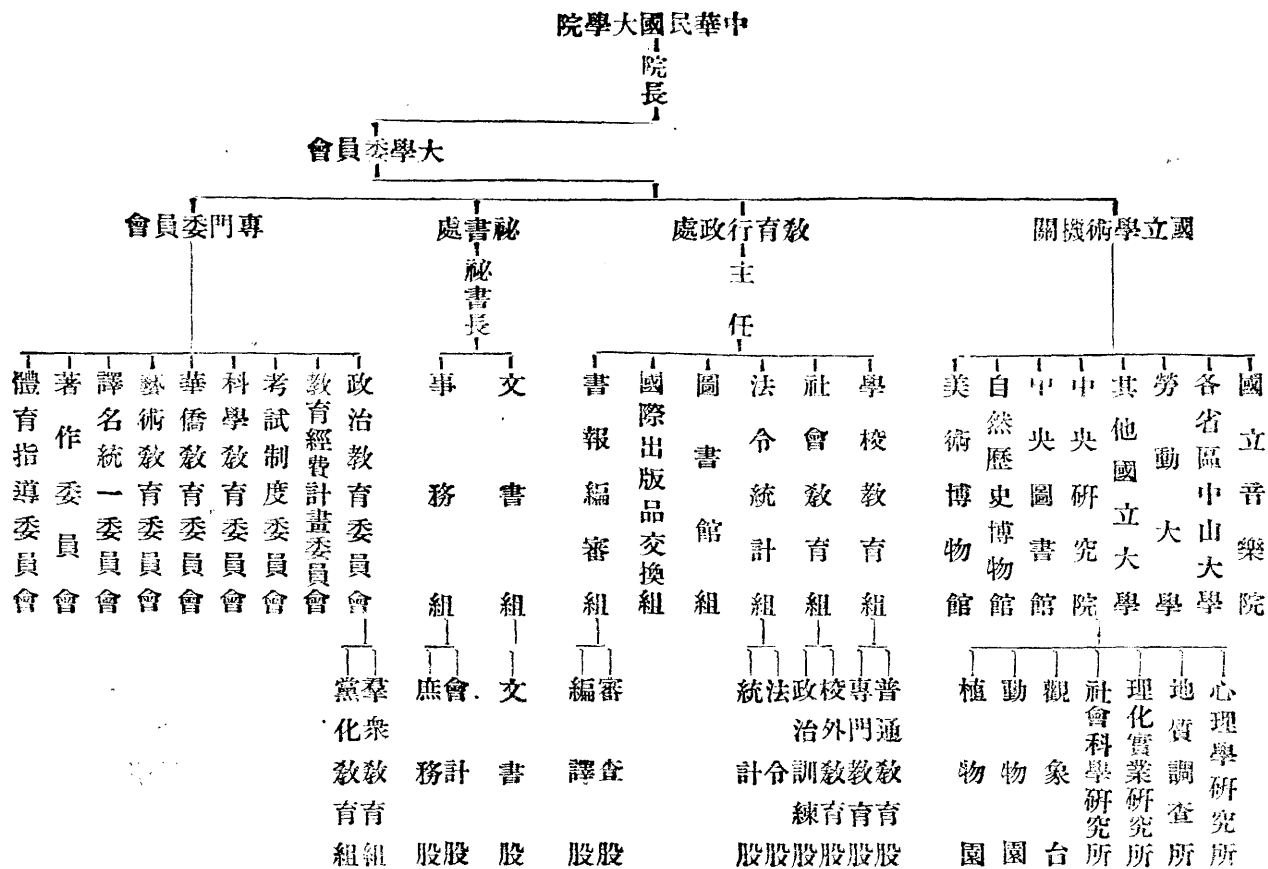 中華民國大學院
院長
大學委員會
國立學術機關
教育行政處
主任
祕書處
祕書長
專門委員會
國立音樂院
各省區中山大學
勞動大學
其他國立大學
中央研究院
中央圖書館
自然歷史博物館
美術博物館
學校教育組
社會教育組
法令統計組
圖書館組
國際出版品交換組
書報編審組
文書組
事務組
政治教育委員會
教育經費計畫委員會
考試制度委員會
科學教育委員會
華僑教育委員會
藝術教育委員會
譯名統一委員會
著作委員會
體育指導委員會
心理學研究所
地質調查所
理化實業研究所
社會科學研究所
觀象台
動物園
植物園
普通教育股
專門教育股
校外教育股
政治訓練股
法令股
統計股
審查股
編譯股
文書股
會計股
庶務股
羣衆教育組
黨化教育組